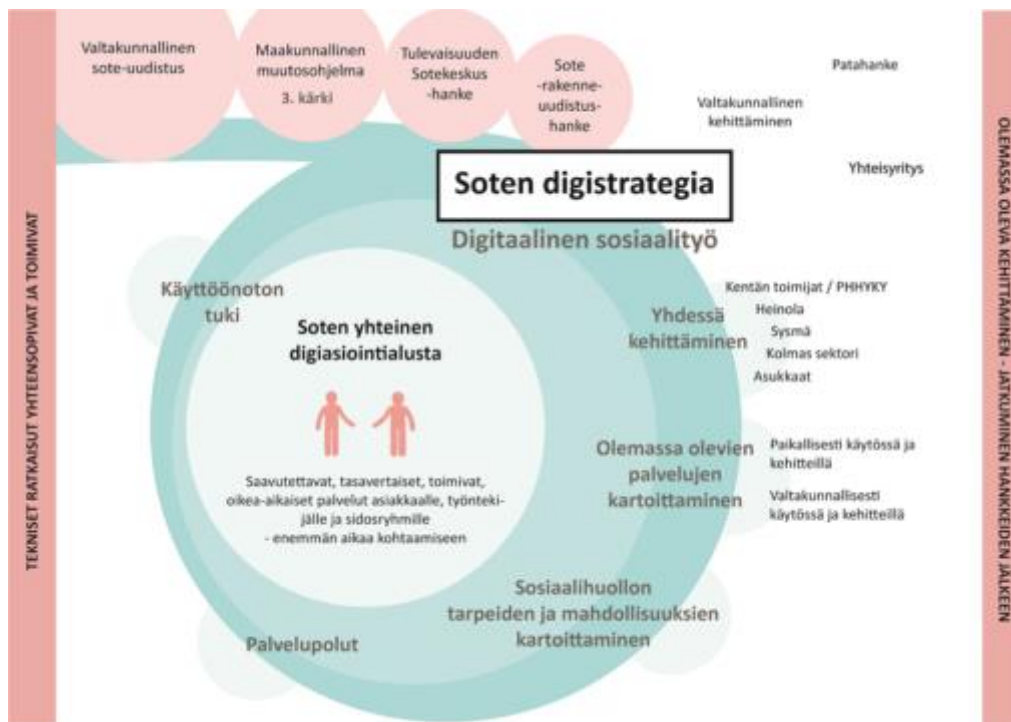 Valtakunnallinen
sote-uudistus
Maakunnallinen
muutosohjelma
3. kärki
Tulevaisuuden
Sotekeskus
-hanke
Sote
-rakenne-
uudistus-
hanke
Patahanke
Valtakunnallinen
kehittäminen
Yhteisyritys
Soten digistrategia
Digitaalinen sosiaalityö
Käyttöönoton
tuki
Soten yhteinen
digiasiointialusta
Saavutettavat, tasavertaiset, toimivat,
oikea-aikaiset palvelut asiakkaalle, työnteki-
jälle ja sidosryhmille
- enemmän aikaa kohtaamiseen
Yhdessä
kehittäminen
Kentän toimijat / PHHYKY
Heinola
Sysmä
Kolmas sektori
Asukkaat
Olemassa olevien
palvelujen
kartoittaminen
Paikallisesti käytössä ja
kehitteillä
Valtakunnallisesti
käytössä ja kehitteillä
Sosiaalihuollon
tarpeiden ja mahdollisuuksien
kartoittaminen
Palvelupolut
TEKNISET RATKAISUT YHTEENSOPIVAT JA TOIMIVAT
OLEMASSA OLEVA KEHITTÄMINEN - JATKUMINEN HANKKEIDEN JÄLKEEN